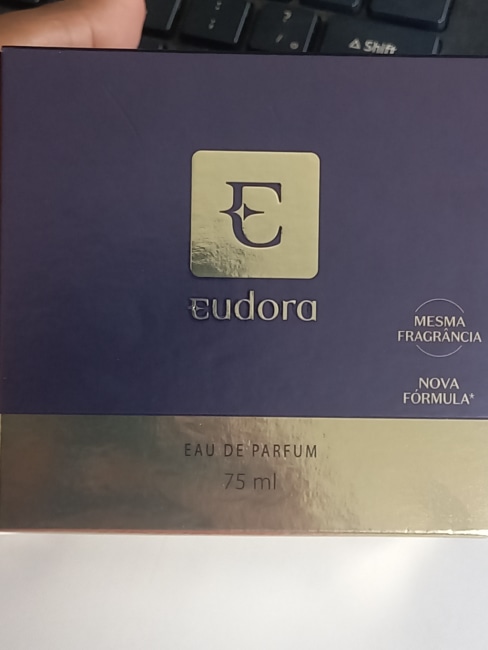 Shift
E
eudora
MESMA
FRAGRÂNCIA
NOVA
FÓRMULA*
EAU DE PARFUM
75 ml